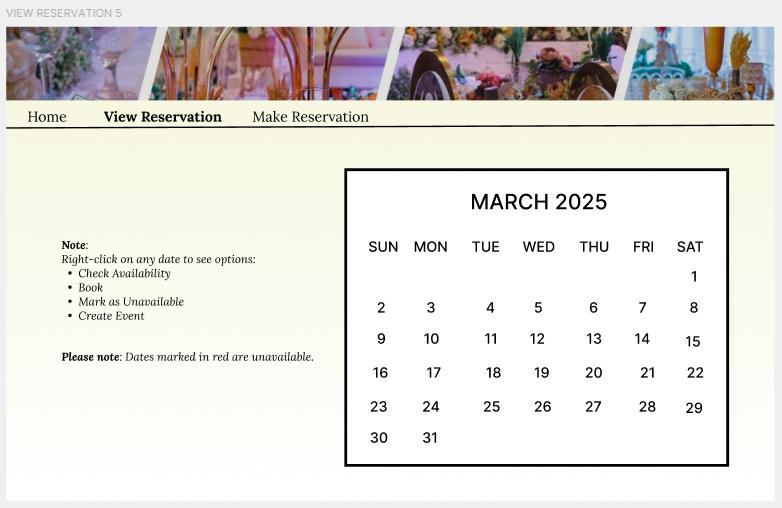 VIEW RESERVATION 5
Home View Reservation Make Reservation
Note:
Right-click on any date to see options:
• Check Availability
• Book
• Mark as Unavailable
• Create Event
Please note: Dates marked in red are unavailable.
MARCH 2025
SUN MON TUE WED THU FRI SAT
1
2 3 4 5 6 7 8
9 10 11 12 13 14 15
16 17 18 19 20 21 22
23 24 25 26 27 28 29
30 31